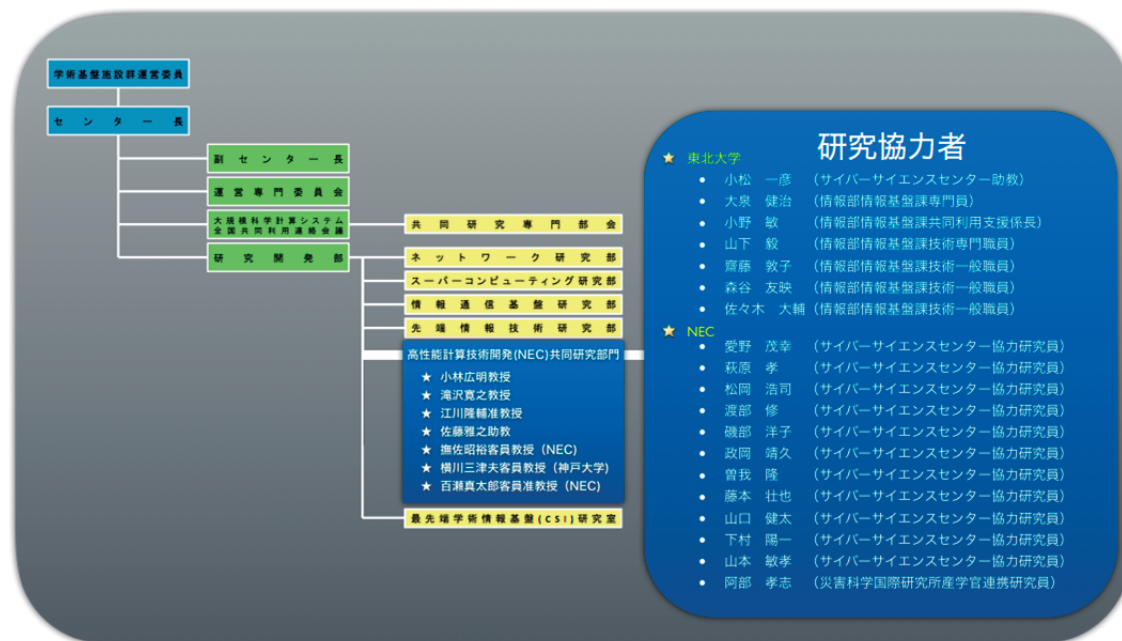 学術基盤施設群運営委員
センター長
副センター長
運営専門委員会
大規模科学計算システム
全国共同利用連絡会議
研究開発部
共同研究専門部会
ネットワーク研究部
スーパーコンピューティング研究部
情報通信基盤研究部
先端情報技術研究部
高性能計算技術開発(NEC)共同研究部門
★ 小林広明教授
★ 滝沢寛之教授
★ 江川隆輔准教授
★ 佐藤雅之助教
★ 撫佐昭裕客員教授（NEC）
★ 横川三津夫客員教授（神戸大学）
★ 百瀬真太郎客員准教授（NEC)
最先端学術情報基盤(CSI)研究室
研究協力者
東北大学
• 小松 一彦 （サイバーサイエンスセンター助教）
• 大泉 健治 （情報部情報基盤課専門員）
• 小野 敏 （情報部情報基盤課共同利用支援係長）
• 山下 毅 （情報部情報基盤課技術専門職員）
• 齋藤 敦子 （情報部情報基盤課技術一般職員）
• 森谷 友映 （情報部情報基盤課技術一般職員）
• 佐々木 大輔 （情報部情報基盤課技術一般職員）
NEC
• 愛野 茂幸 （サイバーサイエンスセンター協力研究員）
• 萩原 孝 （サイバーサイエンスセンター協力研究員）
• 松岡 浩司 （サイバーサイエンスセンター協力研究員）
• 渡部 修 （サイバーサイエンスセンター協力研究員）
• 磯部 洋子 （サイバーサイエンスセンター協力研究員）
• 政岡 靖久 （サイバーサイエンスセンター協力研究員）
• 曽我 隆 （サイバーサイエンスセンター協力研究員）
• 藤本 壮也 （サイバーサイエンスセンター協力研究員）
• 山口 健太 （サイバーサイエンスセンター協力研究員）
• 下村 陽一 （サイバーサイエンスセンター協力研究員）
• 山本 敏孝 （サイバーサイエンスセンター協力研究員）
• 阿部 孝志 （災害科学国際研究所産学官連携研究員）